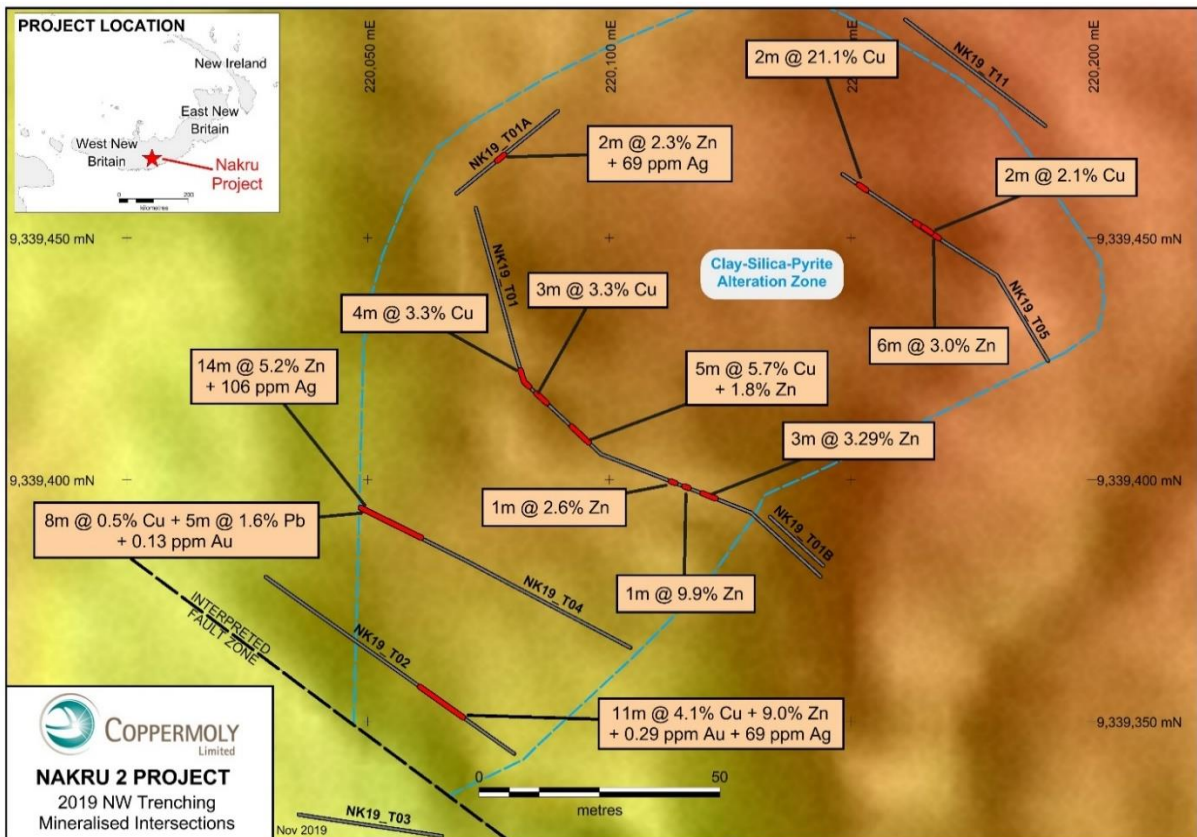 PROJECT LOCATION
New Ireland
East New
Britain
West New
Britain
Nakru
Project
0
200
kilometres
220,050 mE
220,100 mE
mE
220,200 mE
9,339,450 mN
9,339,450 mN
9,339,400 mN
9,339,400 mN
9,339,350 mN
2m @ 21.1% Cu
NK19_T11
NK19_T01A
2m @ 2.3% Zn
+ 69 ppm Ag
2m @ 2.1% Cu
NK19_T01
Clay-Silica-Pyrite
Alteration Zone
3m @ 3.3% Cu
4m @ 3.3% Cu
NK19_T05
6m @ 3.0% Zn
14m @ 5.2% Zn
+ 106 ppm Ag
5m @ 5.7% Cu
+ 1.8% Zn
3m @ 3.29% Zn
1m @ 2.6% Zn
8m @ 0.5% Cu + 5m @ 1.6% Pb
+ 0.13 ppm Au
NK19_T01B
1m @ 9.9% Zn
NK19_T04
INTERPRETED
FAULT ZONE
NK19_T02
11m @ 4.1% Cu + 9.0% Zn
+ 0.29 ppm Au + 69 ppm Ag
COPPERMOLY
Limited
NAKRU 2 PROJECT
2019 NW Trenching
Mineralised Intersections
Nov 2019
NK19_T03
0
50
metres